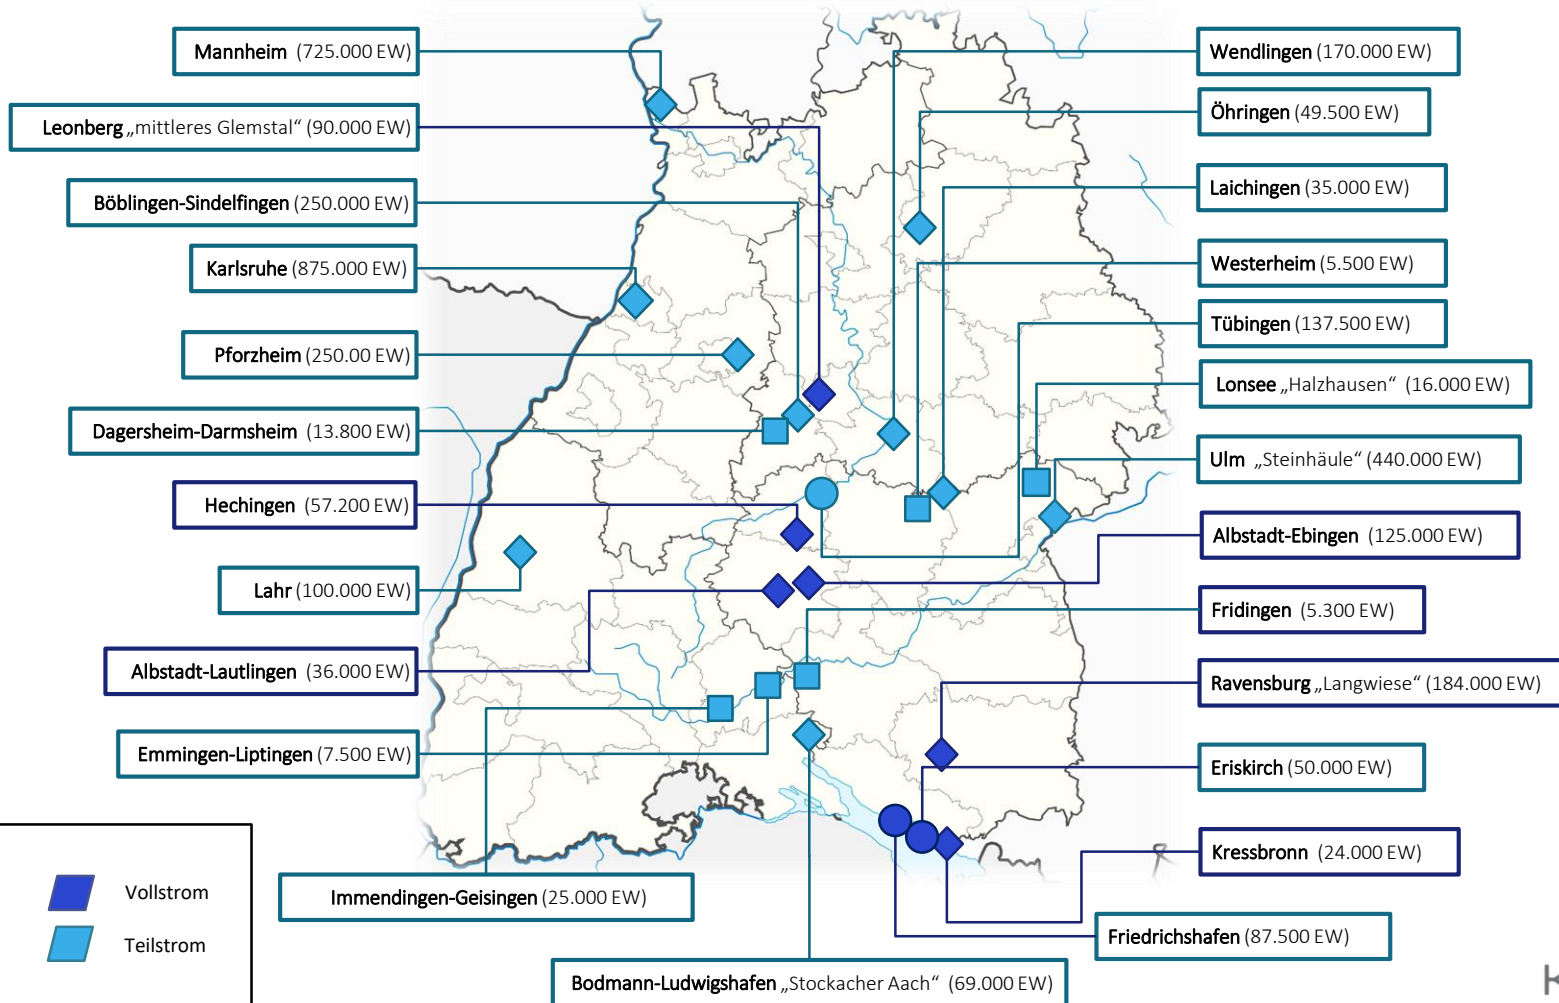 Mannheim (725.000 EW)
Leonberg „mittleres Glemstal“ (90.000 EW)
Böblingen-Sindelfingen (250.000 EW)
Karlsruhe (875.000 EW)
Pforzheim (250.00 EW)
Dagersheim-Darmsheim (13.800 EW)
Hechingen (57.200 EW)
Lahr (100.000 EW)
Albstadt-Lautlingen (36.000 EW)
Emmingen-Liptingen (7.500 EW)
Immendingen-Geisingen (25.000 EW)
Bodmann-Ludwigshafen „Stockacher Aach“ (69.000 EW)
Wendlingen (170.000 EW)
Öhringen (49.500 EW)
Laichingen (35.000 EW)
Westerheim (5.500 EW)
Tübingen (137.500 EW)
Lonsee „Halzhausen“ (16.000 EW)
Ulm „Steinhäule“ (440.000 EW)
Albstadt-Ebingen (125.000 EW)
Fridingen (5.300 EW)
Ravensburg „Langwiese“ (184.000 EW)
Eriskirch (50.000 EW)
Kressbronn (24.000 EW)
Friedrichshafen (87.500 EW)
Vollstrom
Teilstrom